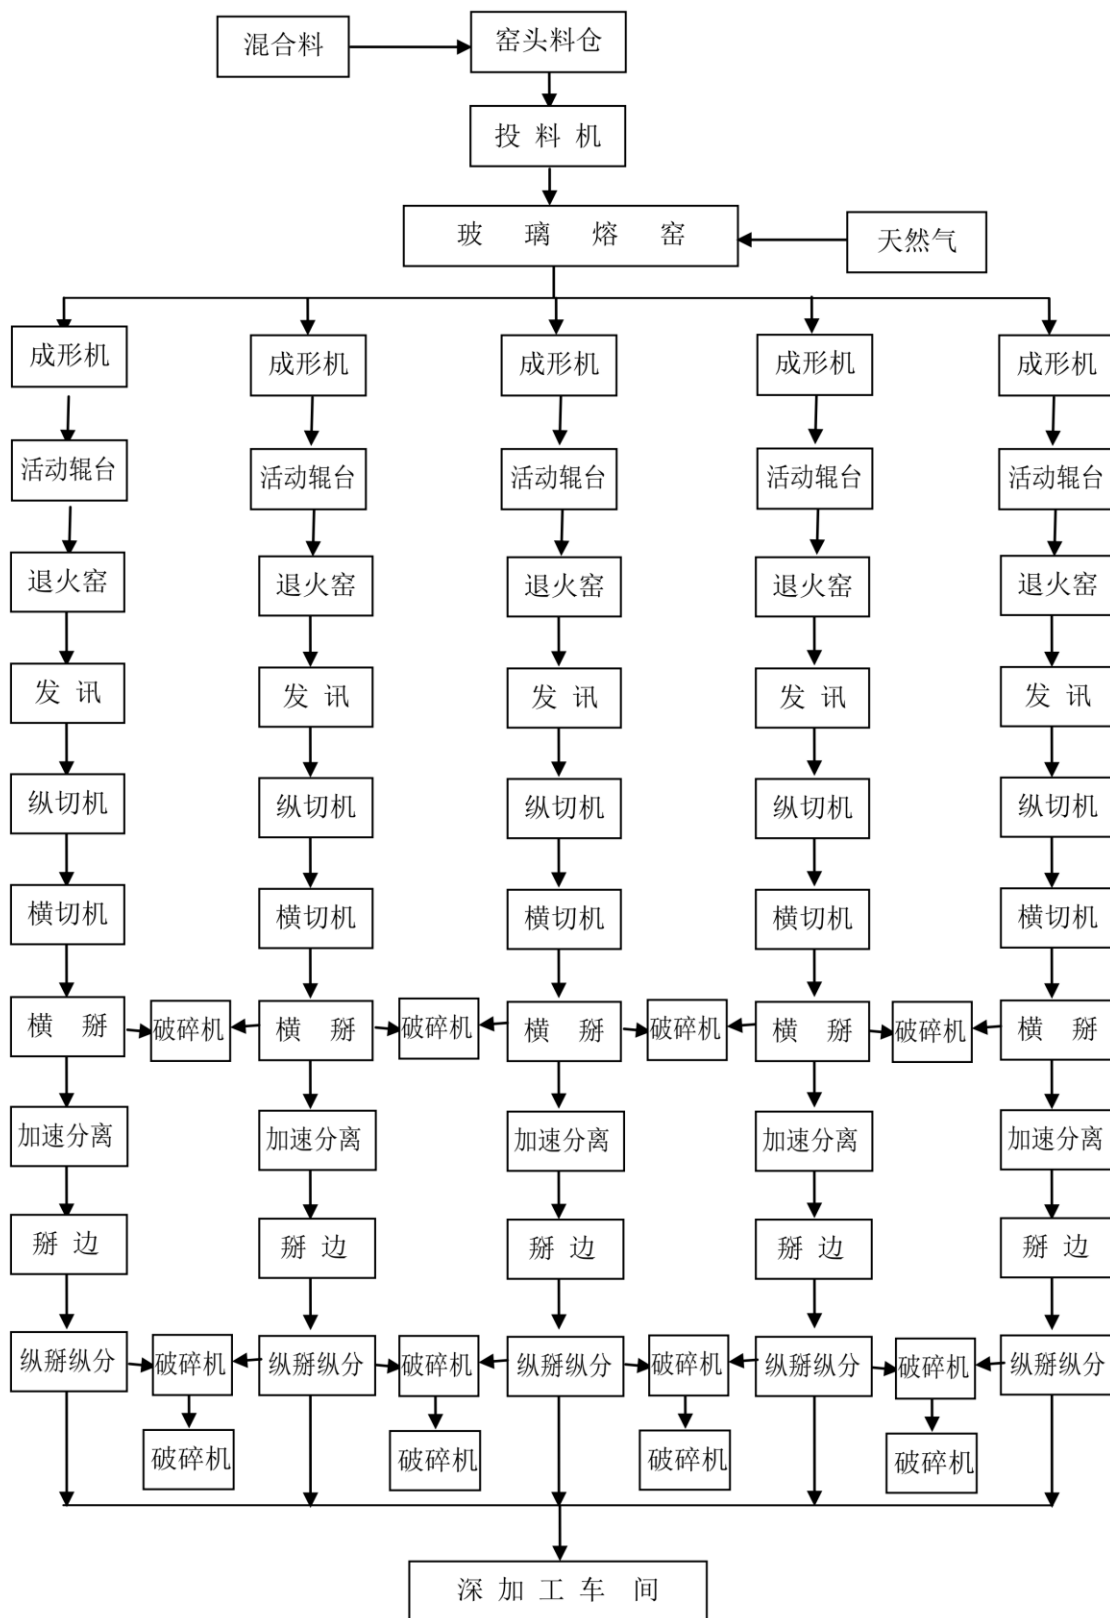 混合料
窑头料仓
投 料 机
玻 璃 熔 窑
天然气
成形机
成形机
成形机
成形机
成形机
活动辊台
活动辊台
活动辊台
活动辊台
活动辊台
退火窑
退火窑
退火窑
退火窑
退火窑
发 讯
发 讯
发 讯
发 讯
发 讯
纵切机
纵切机
纵切机
纵切机
纵切机
横切机
横切机
横切机
横切机
横切机
横 掰
破碎机
横 掰
破碎机
横 掰
破碎机
横 掰
破碎机
横 掰
加速分离
加速分离
加速分离
加速分离
加速分离
掰 边
掰 边
掰 边
掰 边
掰 边
纵掰纵分
破碎机
纵掰纵分
破碎机
纵掰纵分
破碎机
纵掰纵分
破碎机
纵掰纵分
破碎机
破碎机
破碎机
破碎机
深 加 工 车 间